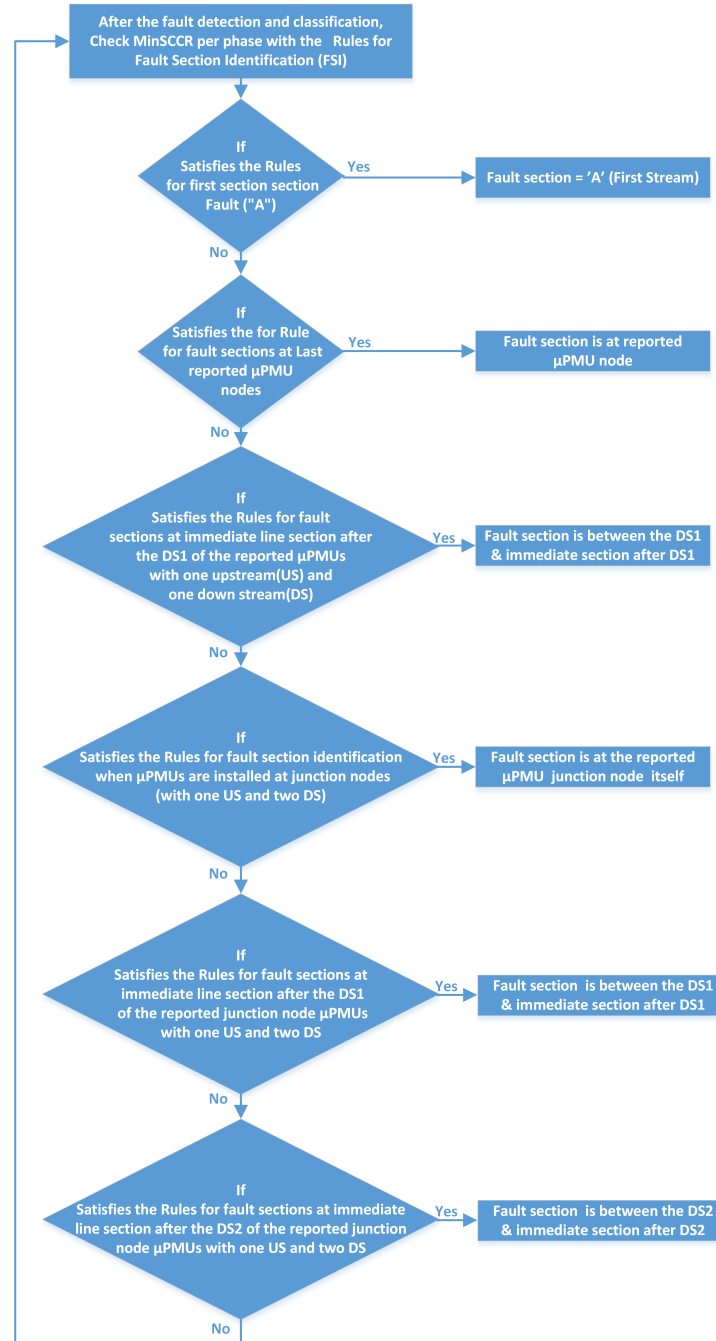 After the fault detection and classification,
Check MinSCCR per phase with the Rules for
Fault Section Identification (FSI)
If
Satisfies the Rules
for first section section
Fault ("A")
Yes
Fault section = 'A' (First Stream)
No
If
Satisfies the for Rule
for fault sections at Last
reported µPMU
nodes
Yes
Fault section is at reported
µPMU node
No
If
Satisfies the Rules for fault
sections at immediate line section after
the DS1 of the reported µPMUs
with one upstream(US) and
one down stream(DS)
Yes
Fault section is between the DS1
& immediate section after DS1
No
If
Satisfies the Rules for fault section identification
when µPMUs are installed at junction nodes
(with one US and two DS)
Yes
Fault section is at the reported
µPMU junction node itself
No
If
Satisfies the Rules for fault sections at
immediate line section after the DS1
of the reported junction node µPMUs
with one US and two DS
Yes
Fault section is between the DS1
& immediate section after DS1
No
If
Satisfies the Rules for fault sections at immediate
line section after the DS2 of the reported junction
node µPMUs with one US and two DS
Yes
Fault section is between the DS2
& immediate section after DS2
No